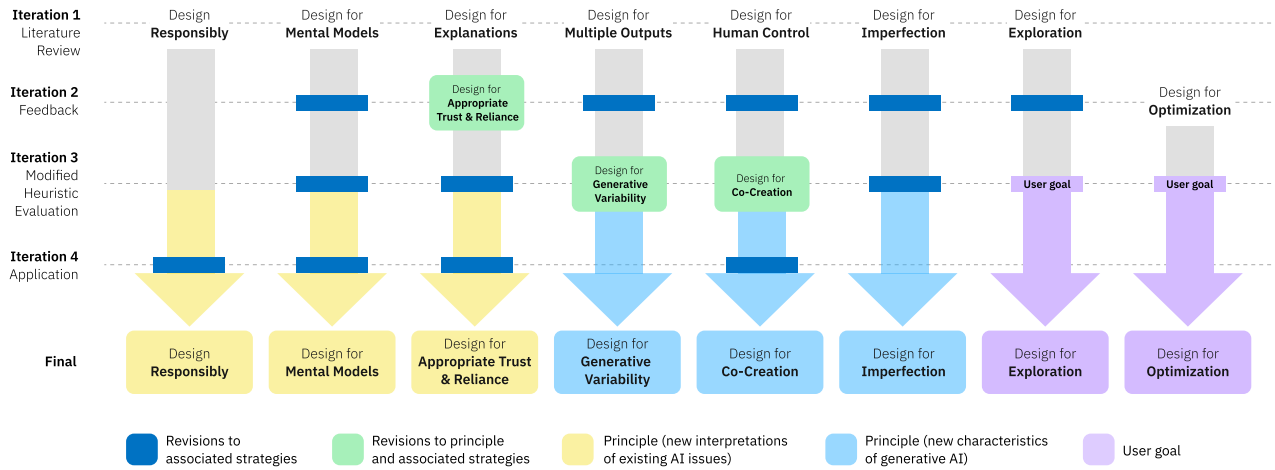 Iteration 1
Literature
Review
Design
Responsibly
Design for
Mental Models
Design for
Explanations
Design for
Multiple Outputs
Design for
Human Control
Design for
Imperfection
Design for
Exploration
Iteration 2
Feedback
Design for
Appropriate
Trust & Reliance
Design for
Optimization
Iteration 3
Modified
Heuristic
Evaluation
Design for
Generative
Variability
Design for
Co-Creation
User goal
User goal
Iteration 4
Application
Final
Design
Responsibly
Design for
Mental Models
Design for
Appropriate Trust
& Reliance
Design for
Generative
Variability
Design for
Co-Creation
Design for
Imperfection
Design for
Exploration
Design for
Optimization
Revisions to
associated strategies
Revisions to principle
and associated strategies
Principle (new interpretations
of existing AI issues)
Principle (new characteristics
of generative AI)
User goal